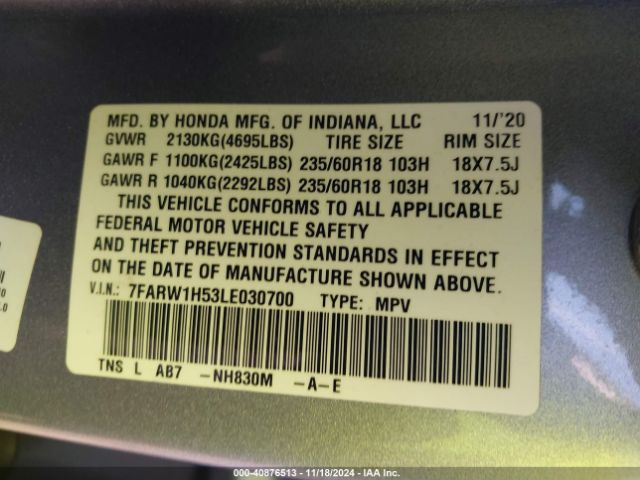 MFD. BY HONDA MFG. OF INDIANA, LLC 11/'20
GVWR 2130KG(4695LBS) TIRE SIZE RIM SIZE
GAWR F 1100KG(2425LBS) 235/60R18 103H 18X7.5J
GAWR R 1040KG(2292LBS) 235/60R18 103H 18X7.5J
THIS VEHICLE CONFORMS TO ALL APPLICABLE
FEDERAL MOTOR VEHICLE SAFETY
AND THEFT PREVENTION STANDARDS IN EFFECT
ON THE DATE OF MANUFACTURE SHOWN ABOVE.
V.I.N.: 7FARW1H53LE030700 TYPE: MPV
TNS L AB7 -NH830M -A-E
000-40876513 - 11/18/2024 - IAA Inc.